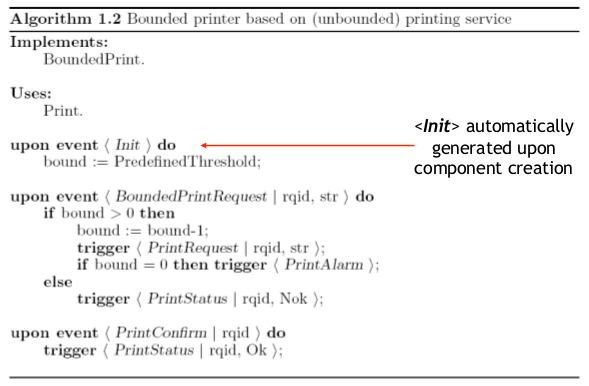 Algorithm 1.2 Bounded printer based on (unbounded) printing service
Implements:
BoundedPrint.
Uses:
Print.
upon event ⟨ Init ⟩ do
bound := PredefinedThreshold;
<Init> automatically
generated upon
component creation
upon event ⟨ BoundedPrintRequest | rqid, str ⟩ do
if bound > 0 then
bound := bound-1;
trigger ⟨ PrintRequest | rqid, str ⟩;
if bound = 0 then trigger ⟨ PrintAlarm ⟩;
else
trigger ⟨ PrintStatus | rqid, Nok ⟩;
upon event ⟨ PrintConfirm | rqid ⟩ do
trigger ⟨ PrintStatus | rqid, Ok ⟩;